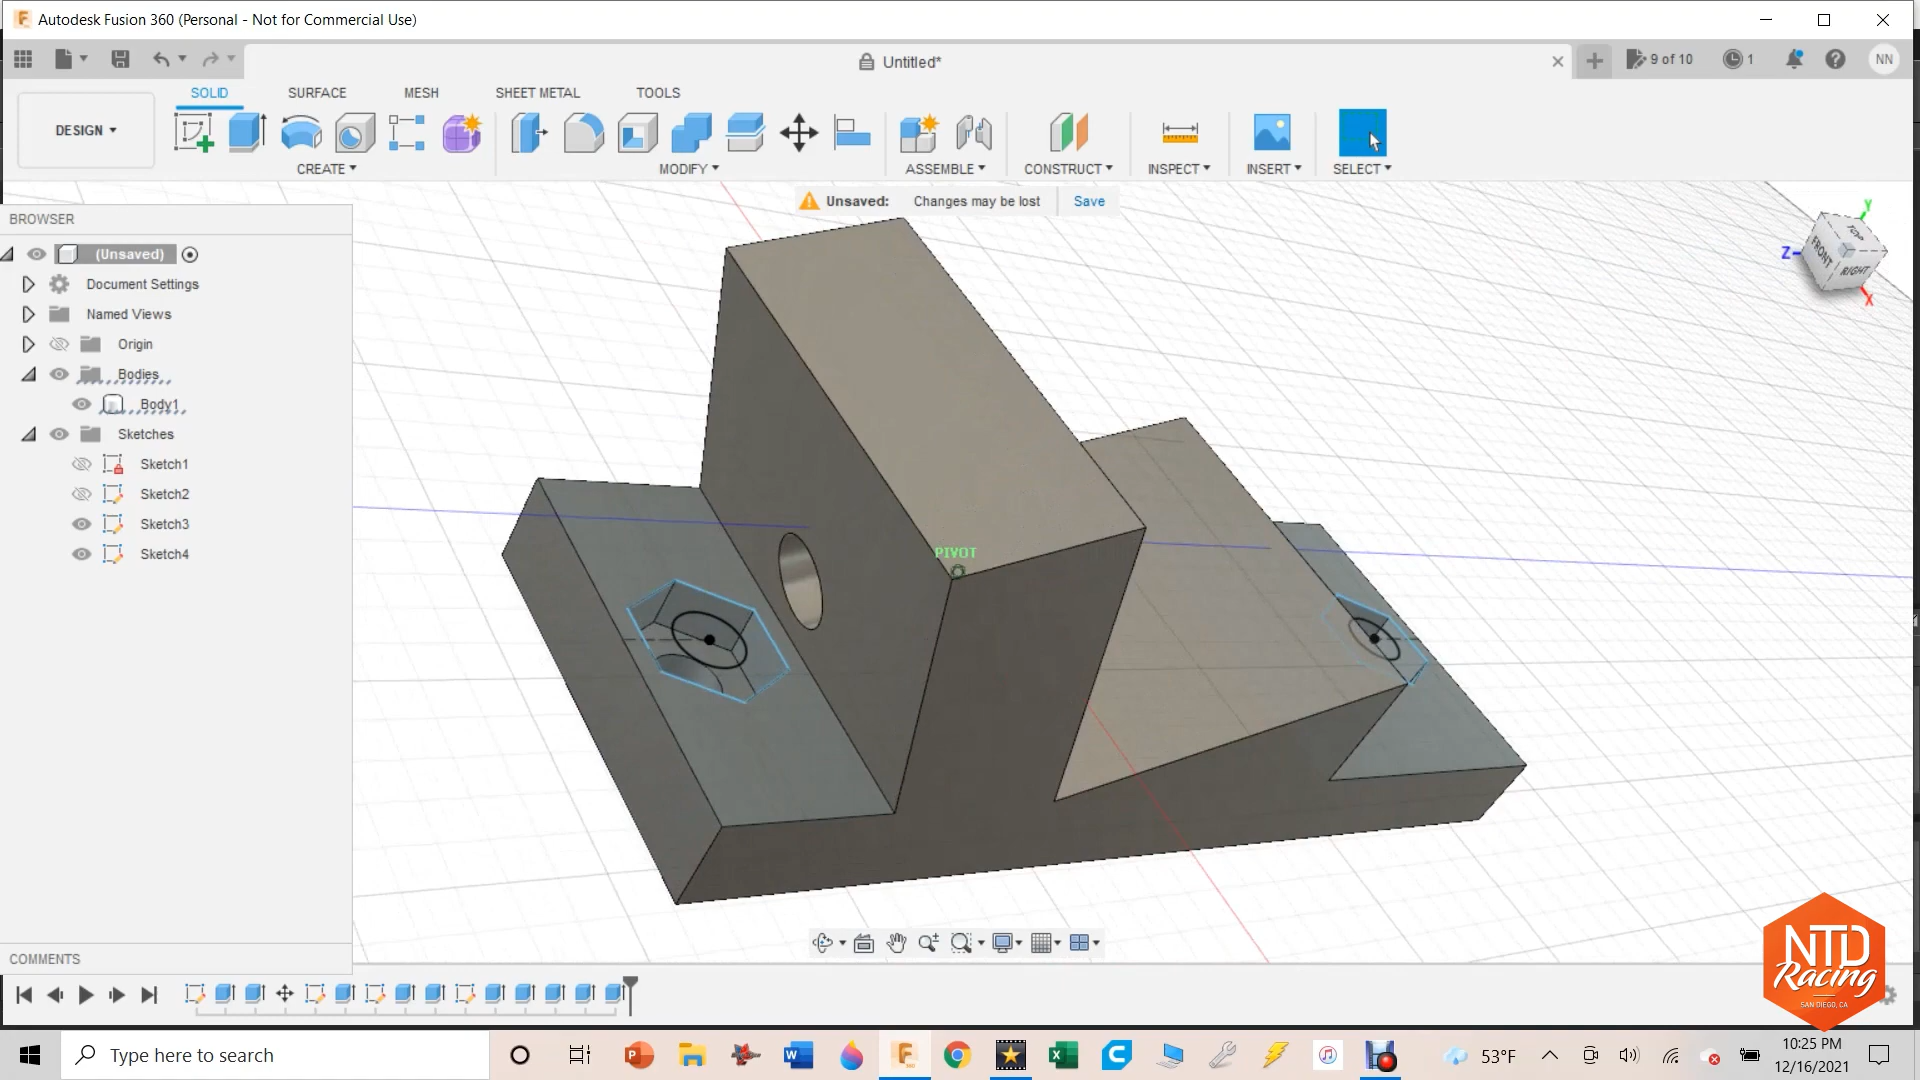 Autodesk Fusion 360 (Personal - Not for Commercial Use)
Untitled*
9 of 10
1
NN
SOLID SURFACE MESH SHEET METAL TOOLS
DESIGN
CREATE MODIFY ASSEMBLE CONSTRUCT INSPECT INSERT SELECT
Unsaved: Changes may be lost Save
BROWSER
(Unsaved)
Document Settings
Named Views
Origin
Bodies
Body1
Sketches
Sketch1
Sketch2
Sketch3
Sketch4
Y
Z
X
TOP
FRONT
RIGHT
PIVOT
COMMENTS
NTD
Racing
SAN DIEGO, CA
Type here to search
53°F
10:25 PM
12/16/2021